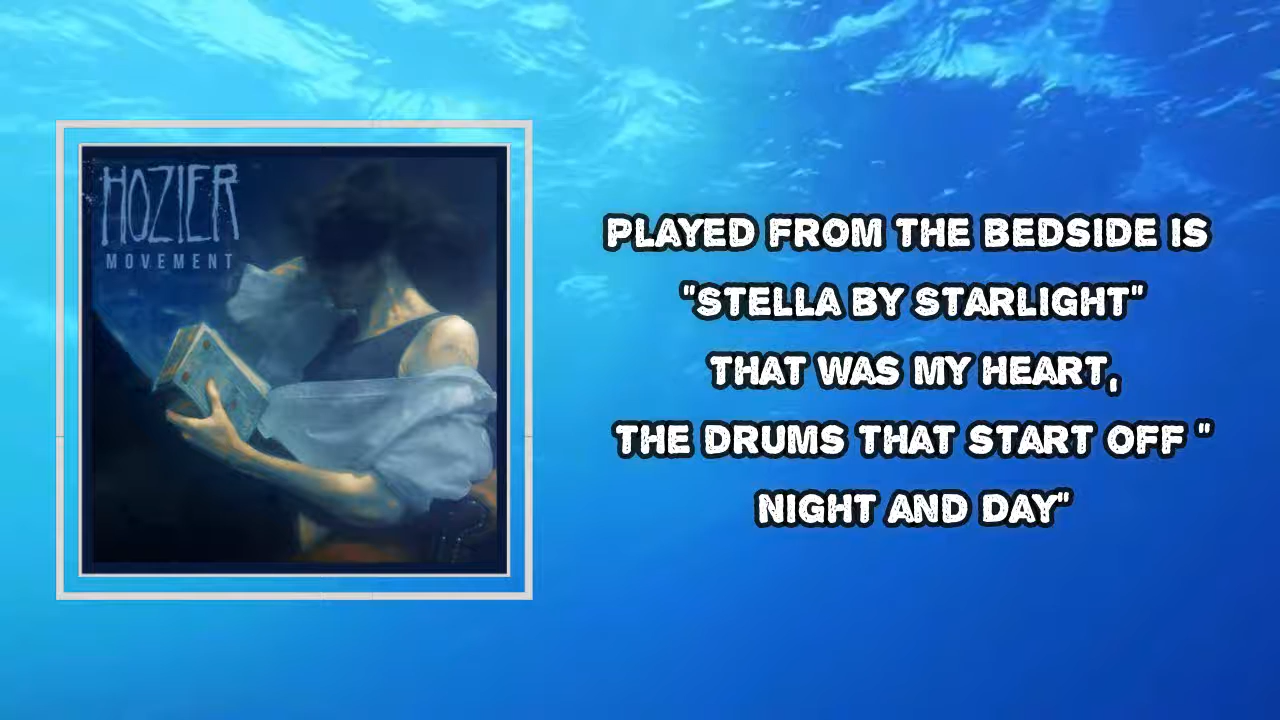 HOZIER
MOVEMENT
PLAYED FROM THE BEDSIDE IS
"STELLA BY STARLIGHT"
THAT WAS MY HEART,
THE DRUMS THAT START OFF "
NIGHT AND DAY"